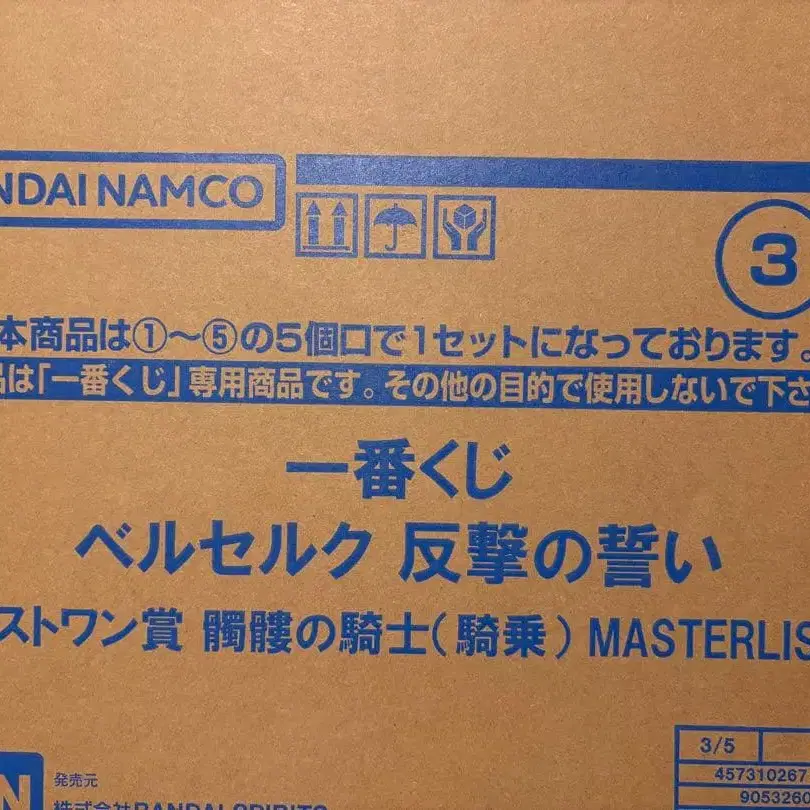 NDAI NAMCO
3
本商品は①～⑤の5個口で1セットになっております。
品は「一番くじ」専用商品です。その他の目的で使用しないで下さ
一番くじ
ベルセルク 反撃の誓い
ストワン賞 髑髏の騎士(騎乗) MASTERLIS
3/5
457310267
9053260
N
発売元
株式会社BANDAI SPIRITS